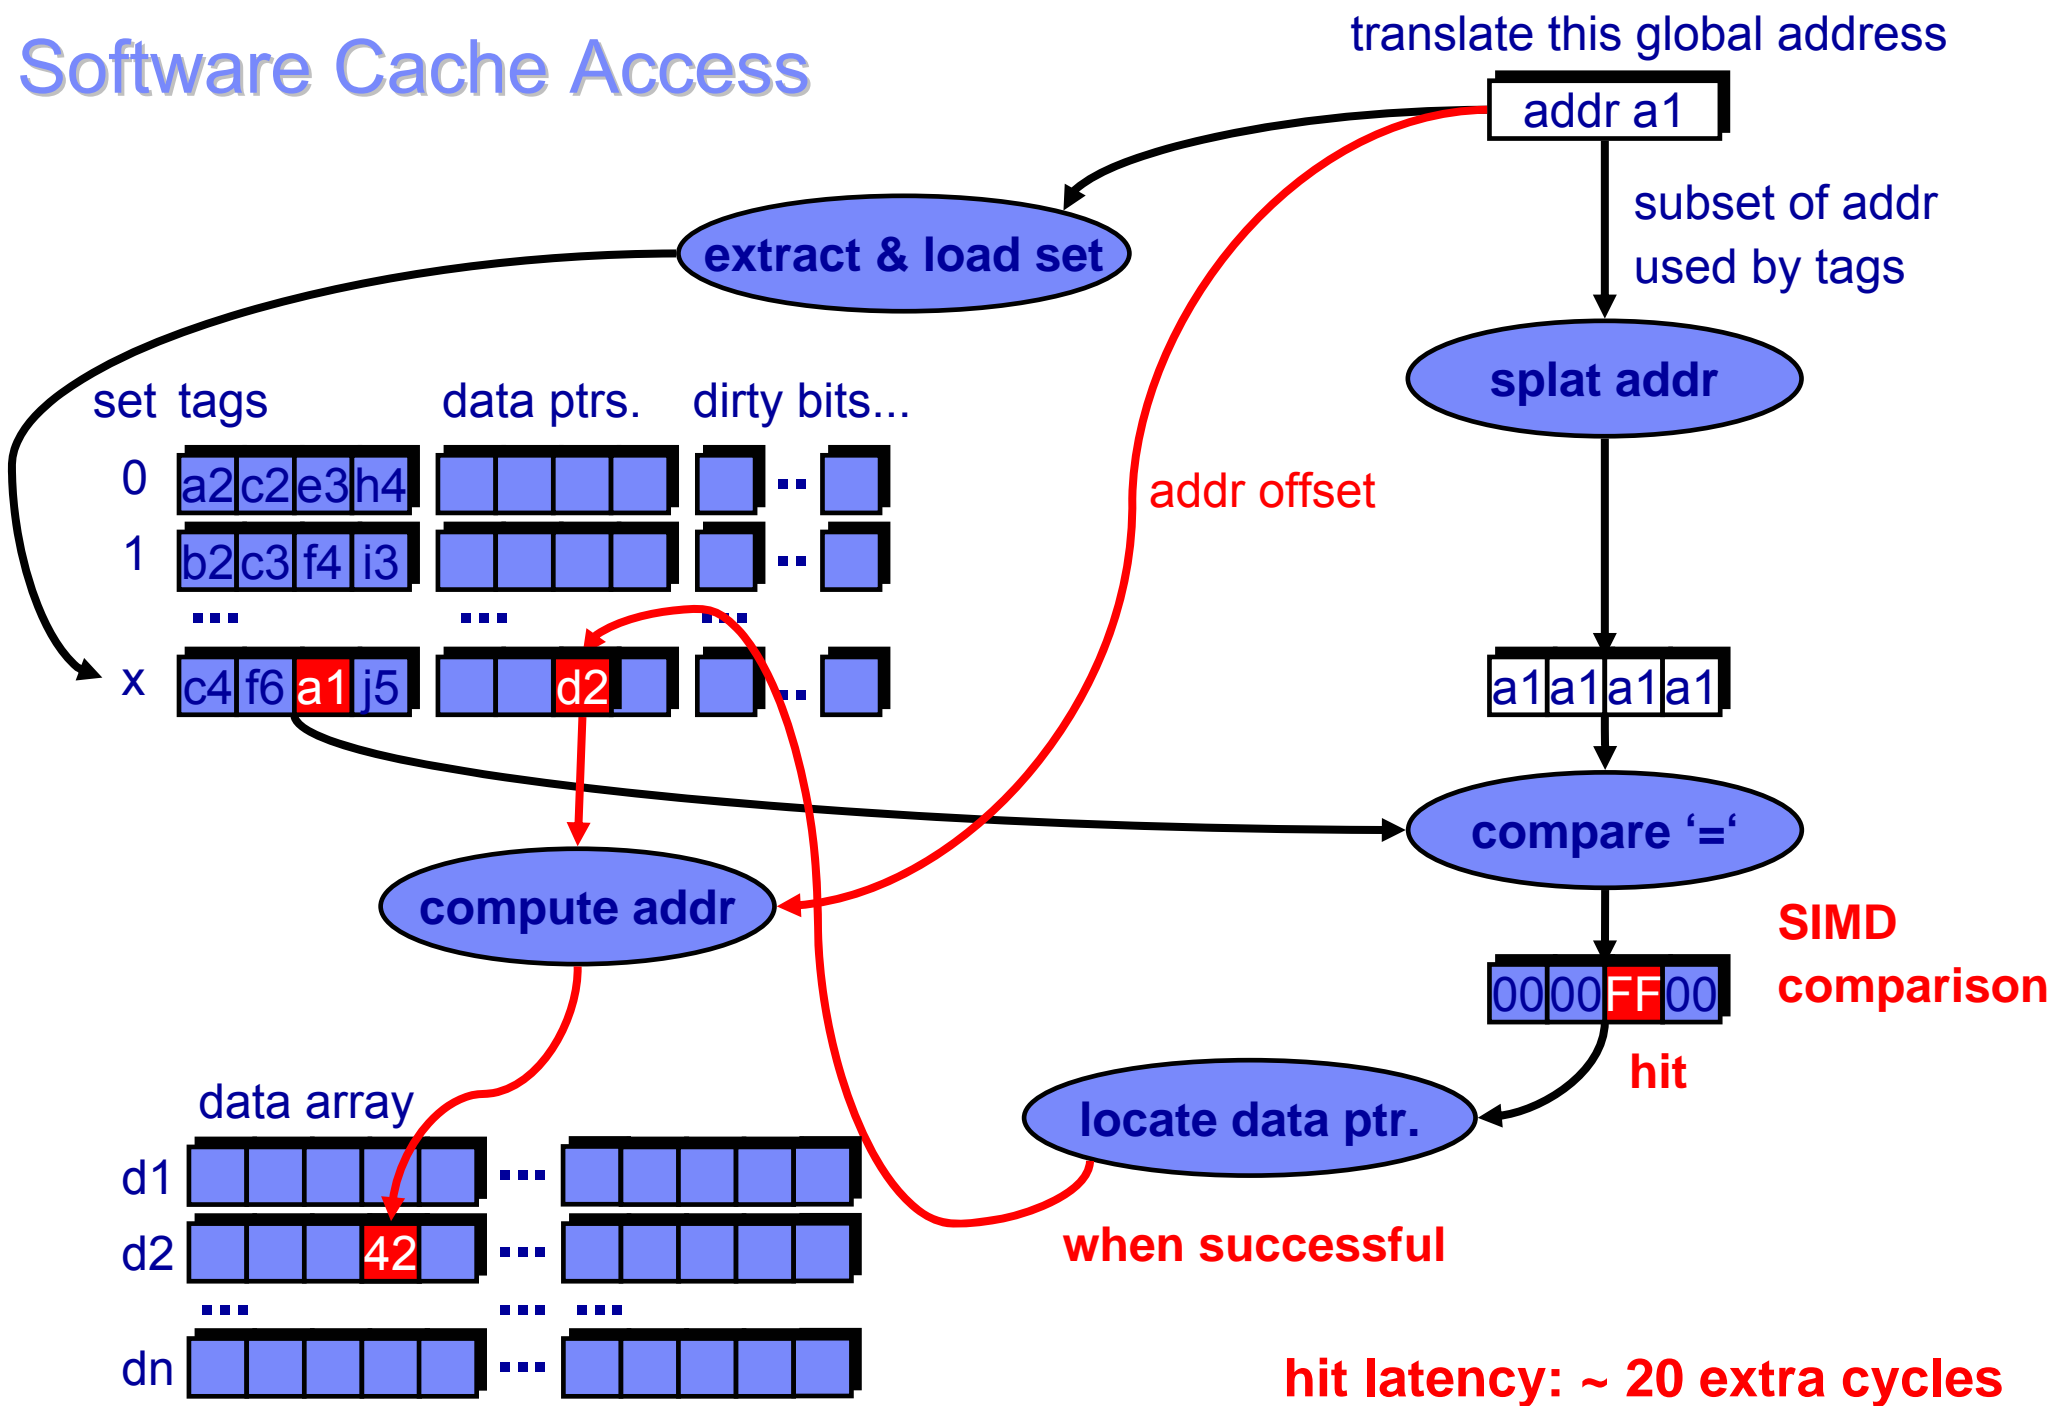 Software Cache Access
translate this global address
addr a1
subset of addr
used by tags
extract & load set
splat addr
set tags data ptrs. dirty bits...
0 a2 c2 e3 h4 ..
addr offset
1 b2 c3 f4 i3 ..
... ... ...
x c4 f6 a1 j5 d2 ..
a1 a1 a1 a1
compare ‘=‘
compute addr
SIMD
comparison
00 00 FF 00
hit
locate data ptr.
data array
d1 ...
d2 42 ...
when successful
... ... ...
dn ...
hit latency: ~ 20 extra cycles